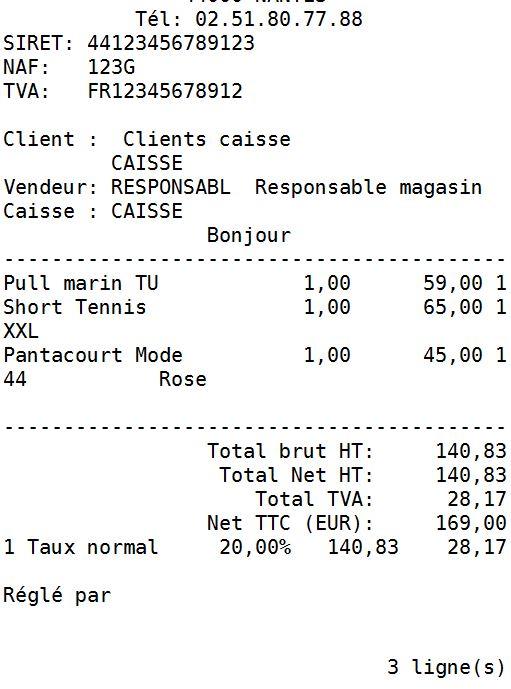 Tél: 02.51.80.77.88
SIRET: 44123456789123
NAF: 123G
TVA: FR12345678912
Client : Clients caisse
CAISSE
Vendeur: RESPONSABL Responsable magasin
Caisse : CAISSE
Bonjour
------------------------------------------
Pull marin TU 1,00 59,00 1
Short Tennis 1,00 65,00 1
XXL
Pantacourt Mode 1,00 45,00 1
44 Rose
------------------------------------------
Total brut HT: 140,83
Total Net HT: 140,83
Total TVA: 28,17
Net TTC (EUR): 169,00
1 Taux normal 20,00% 140,83 28,17
Réglé par
3 ligne(s)